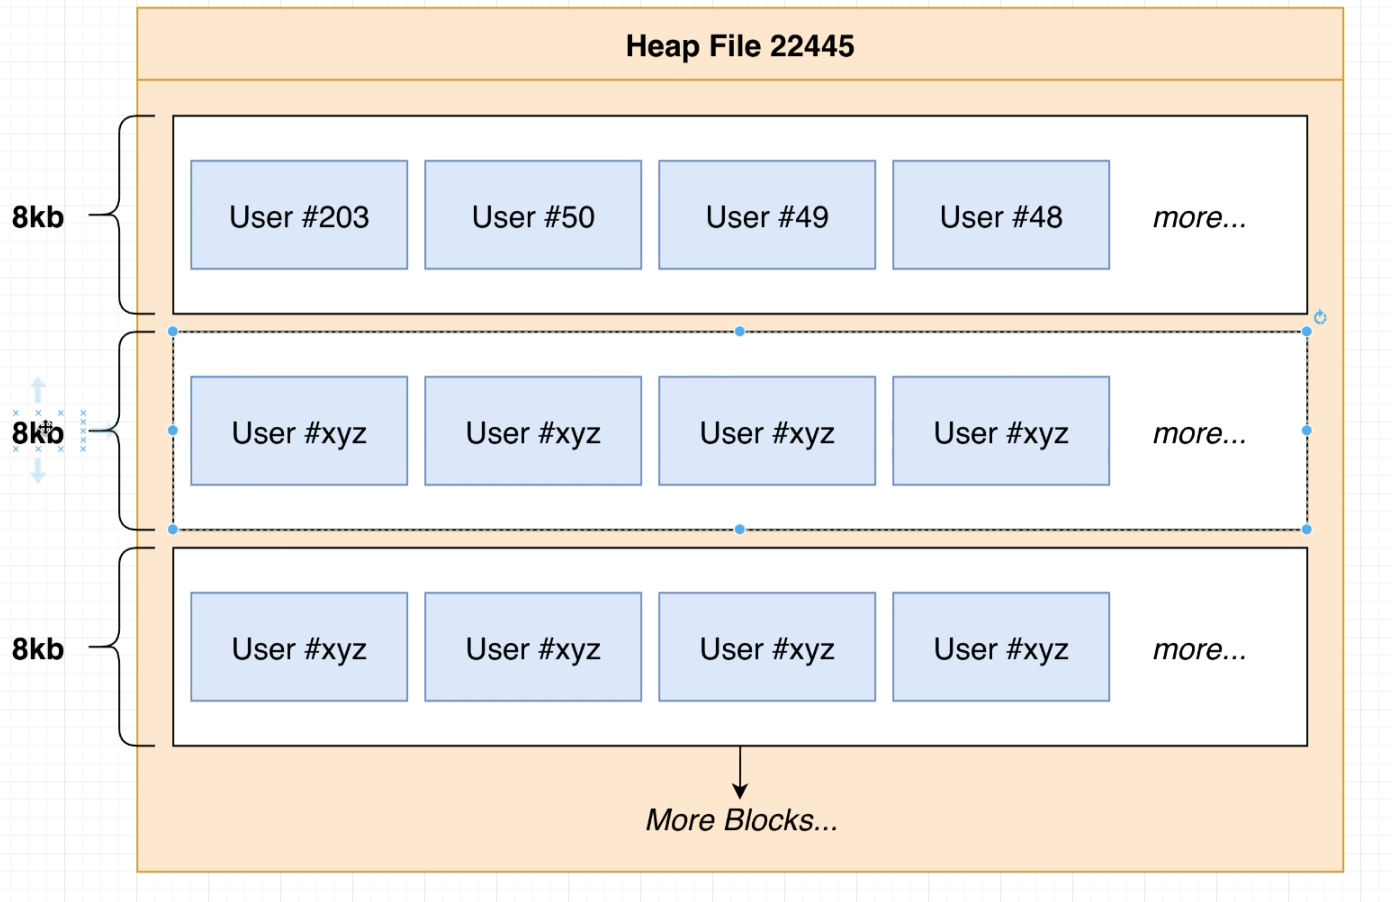 Heap File 22445
8kb
User #203
User #50
User #49
User #48
more...
8kb
User #xyz
User #xyz
User #xyz
User #xyz
more...
8kb
User #xyz
User #xyz
User #xyz
User #xyz
more...
More Blocks...